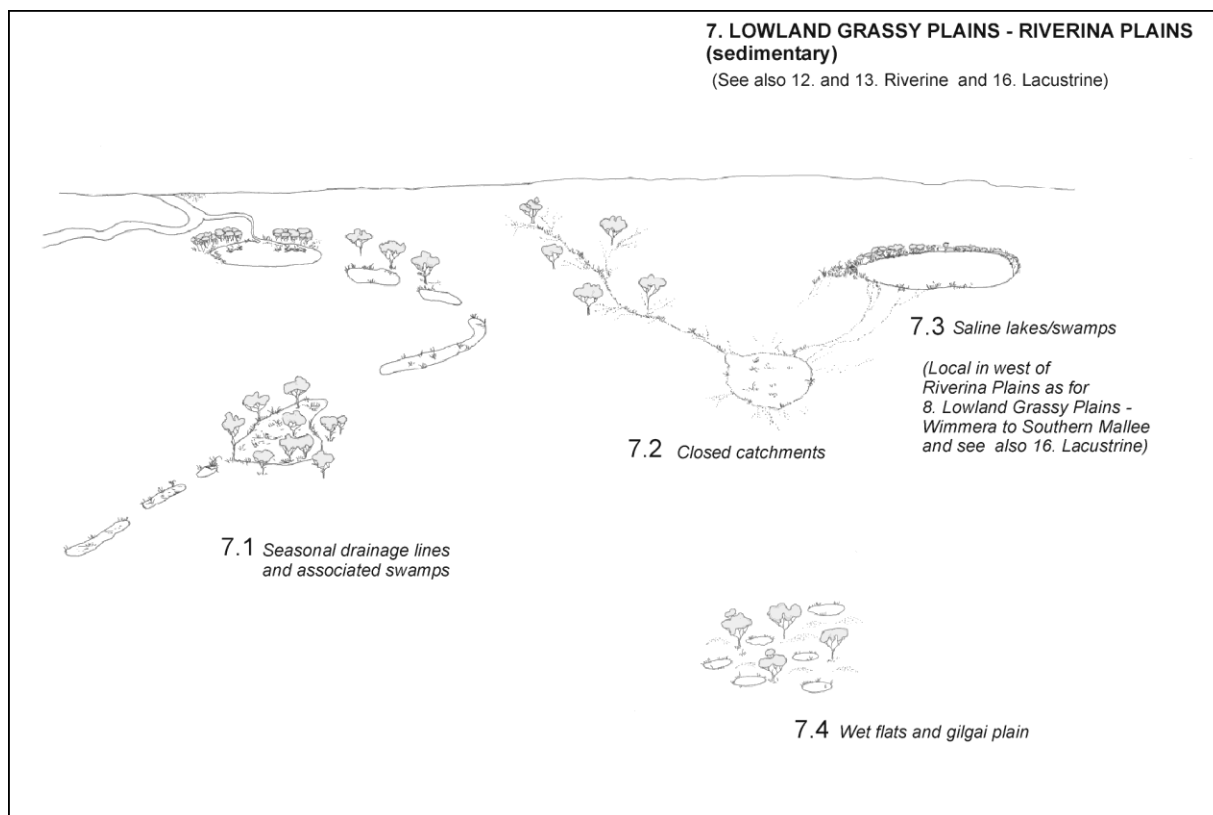 7. LOWLAND GRASSY PLAINS - RIVERINA PLAINS
(sedimentary)
(See also 12. and 13. Riverine and 16. Lacustrine)
7.3 Saline lakes/swamps
(Local in west of
Riverina Plains as for
8. Lowland Grassy Plains -
Wimmera to Southern Mallee
and see also 16. Lacustrine)
7.2 Closed catchments
7.1 Seasonal drainage lines
and associated swamps
7.4 Wet flats and gilgai plain